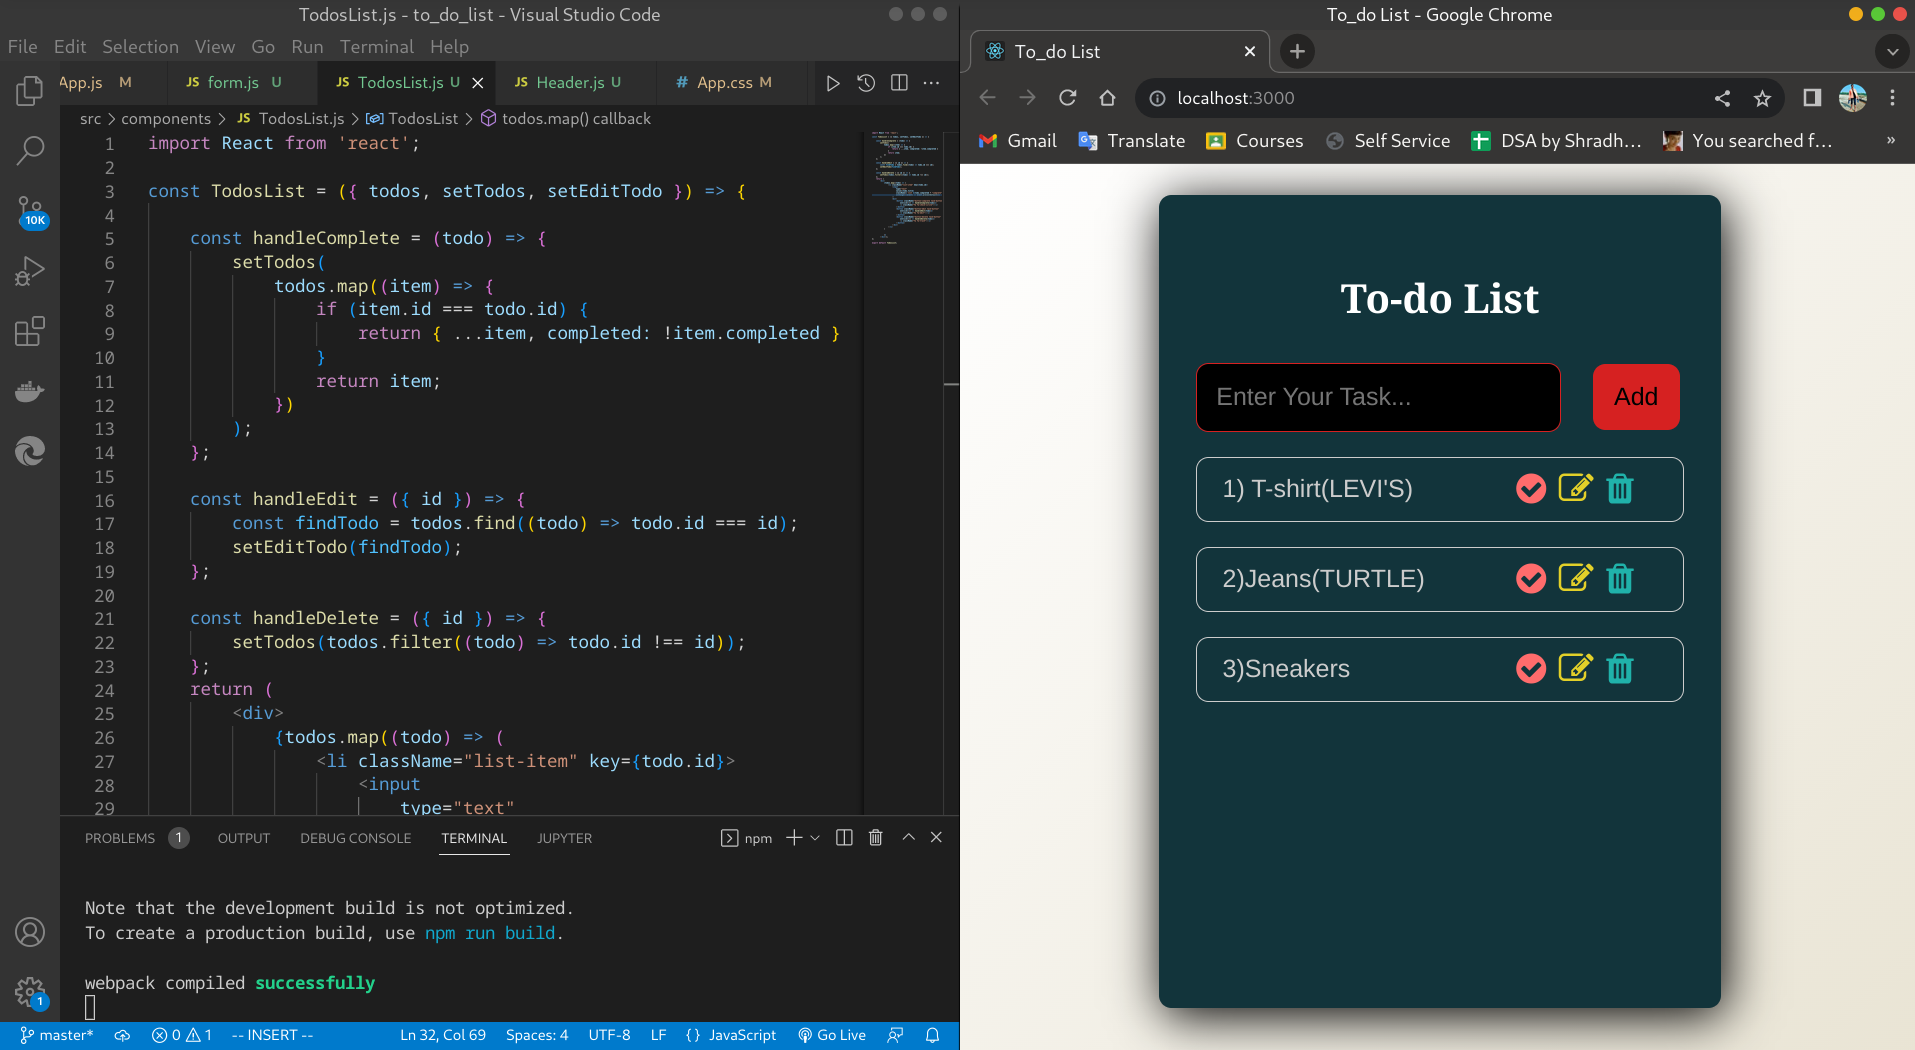 TodosList.js - to_do_list - Visual Studio Code
File Edit Selection View Go Run Terminal Help
App.js M
JS form.js U
JS TodosList.js U
JS Header.js U
# App.css M
src > components > JS TodosList.js > TodosList > todos.map() callback
1 import React from 'react';
2
3 const TodosList = ({ todos, setTodos, setEditTodo }) => {
4
5 const handleComplete = (todo) => {
6 setTodos(
7 todos.map((item) => {
8 if (item.id === todo.id) {
9 return { ...item, completed: !item.completed }
10 }
11 return item;
12 })
13 );
14 };
15
16 const handleEdit = ({ id }) => {
17 const findTodo = todos.find((todo) => todo.id === id);
18 setEditTodo(findTodo);
19 };
20
21 const handleDelete = ({ id }) => {
22 setTodos(todos.filter((todo) => todo.id !== id));
23 };
24 return (
25 <div>
26 {todos.map((todo) => (
27 <li className="list-item" key={todo.id}>
28 <input
29 type="text"
10K
1
PROBLEMS 1 OUTPUT DEBUG CONSOLE TERMINAL JUPYTER
npm
Note that the development build is not optimized.
To create a production build, use npm run build.
webpack compiled successfully
master* 0 1 -- INSERT -- Ln 32, Col 69 Spaces: 4 UTF-8 LF {} JavaScript Go Live
To_do List - Google Chrome
To_do List
localhost:3000
Gmail Translate Courses Self Service DSA by Shradh... You searched f... »
To-do List
Enter Your Task...
Add
1) T-shirt(LEVI'S)
2)Jeans(TURTLE)
3)Sneakers